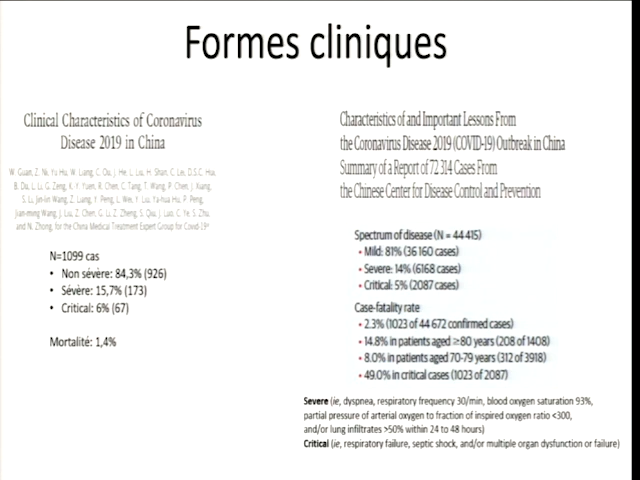 Formes cliniques
Clinical Characteristics of Coronavirus
Disease 2019 in China
W. Guan, Z. Ni, Yu Hu, W. Liang, C. Ou, J. He, L. Liu, H. Shan, C. Lei, D.S.C. Hui,
B. Du, L. Li, G. Zeng, K.-Y. Yuen, R. Chen, C. Tang, T. Wang, P. Chen, J. Xiang,
S. Li, Jin-lin Wang, Z. Liang, Y. Peng, L. Wei, Y. Liu, Ya-hua Hu, P. Peng,
Jian-ming Wang, J. Liu, Z. Chen, G. Li, Z. Zheng, S. Qiu, J. Luo, C. Ye, S. Zhu,
and N. Zhong, for the China Medical Treatment Expert Group for Covid-19*
N=1099 cas
• Non sévère: 84,3% (926)
• Sévère: 15,7% (173)
• Critical: 6% (67)
Mortalité: 1,4%
Characteristics of and Important Lessons From
the Coronavirus Disease 2019 (COVID-19) Outbreak in China
Summary of a Report of 72 314 Cases From
the Chinese Center for Disease Control and Prevention
Spectrum of disease (N = 44 415)
• Mild: 81% (36 160 cases)
• Severe: 14% (6168 cases)
• Critical: 5% (2087 cases)
Case-fatality rate
• 2.3% (1023 of 44 672 confirmed cases)
• 14.8% in patients aged ≥80 years (208 of 1408)
• 8.0% in patients aged 70-79 years (312 of 3918)
• 49.0% in critical cases (1023 of 2087)
Severe (ie, dyspnea, respiratory frequency 30/min, blood oxygen saturation 93%,
partial pressure of arterial oxygen to fraction of inspired oxygen ratio <300,
and/or lung infiltrates >50% within 24 to 48 hours)
Critical (ie, respiratory failure, septic shock, and/or multiple organ dysfunction or failure)